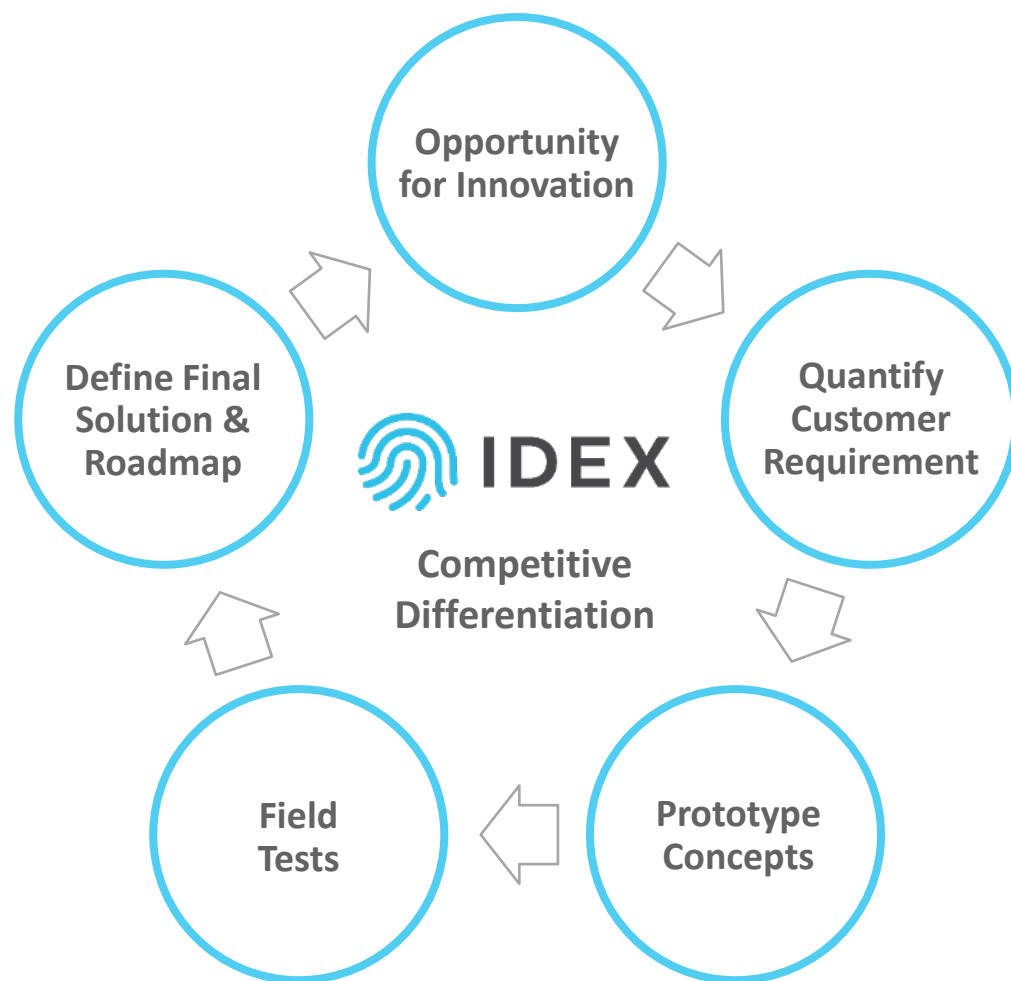 Opportunity
for Innovation
Quantify
Customer
Requirement
Prototype
Concepts
Field
Tests
Define Final
Solution &
Roadmap
IDEX
Competitive
Differentiation